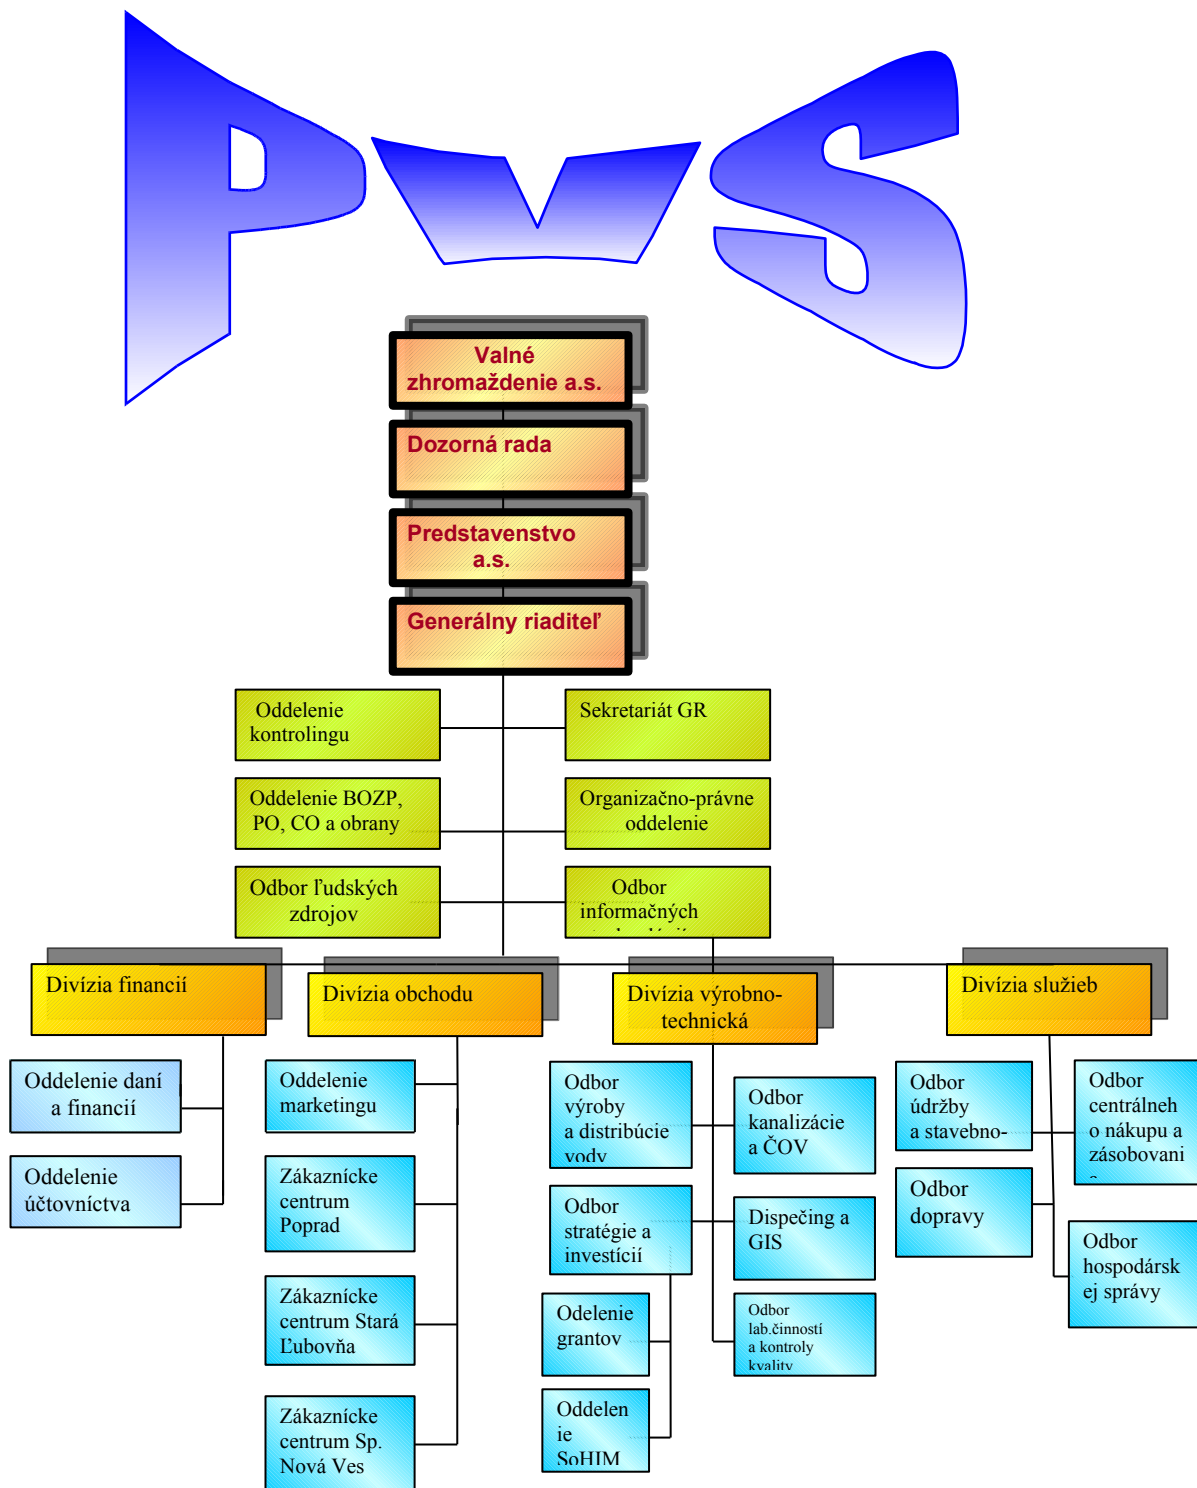 PVS
Valné
zhromaždenie a.s.
Dozorná rada
Predstavenstvo
a.s.
Generálny riaditeľ
Oddelenie
kontrolingu
Sekretariát GR
Oddelenie BOZP,
PO, CO a obrany
Organizačno-právne
oddelenie
Odbor ľudských
zdrojov
Odbor
informačných
Divízia financií
Divízia obchodu
Divízia výrobno-
technická
Divízia služieb
Oddelenie daní
a financií
Oddelenie
účtovníctva
Oddelenie
marketingu
Zákaznícke
centrum
Poprad
Zákaznícke
centrum Stará
Ľubovňa
Zákaznícke
centrum Sp.
Nová Ves
Odbor
výroby
a distribúcie
vody
Odbor
kanalizácie
a ČOV
Odbor
stratégie a
investícií
Dispečing a
GIS
Odelenie
grantov
Odbor
lab.činností
a kontroly
kvality
Oddelen
ie
SoHIM
Odbor
údržby
a stavebno-
Odbor
centrálneh
o nákupu a
zásobovani
Odbor
dopravy
Odbor
hospodársk
ej správy